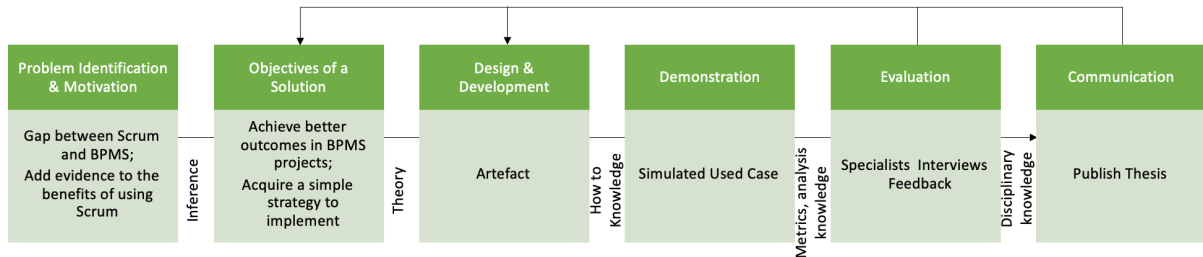 Problem Identification
& Motivation
Gap between Scrum
and BPMS;
Add evidence to the
benefits of using
Scrum
Inference
Objectives of a
Solution
Achieve better
outcomes in BPMS
projects;
Acquire a simple
strategy to
implement
Theory
Design &
Development
Artefact
How to
Knowledge
Demonstration
Simulated Used Case
Metrics, analysis
knowledge
Evaluation
Specialists Interviews
Feedback
Disciplinary
knowledge
Communication
Publish Thesis